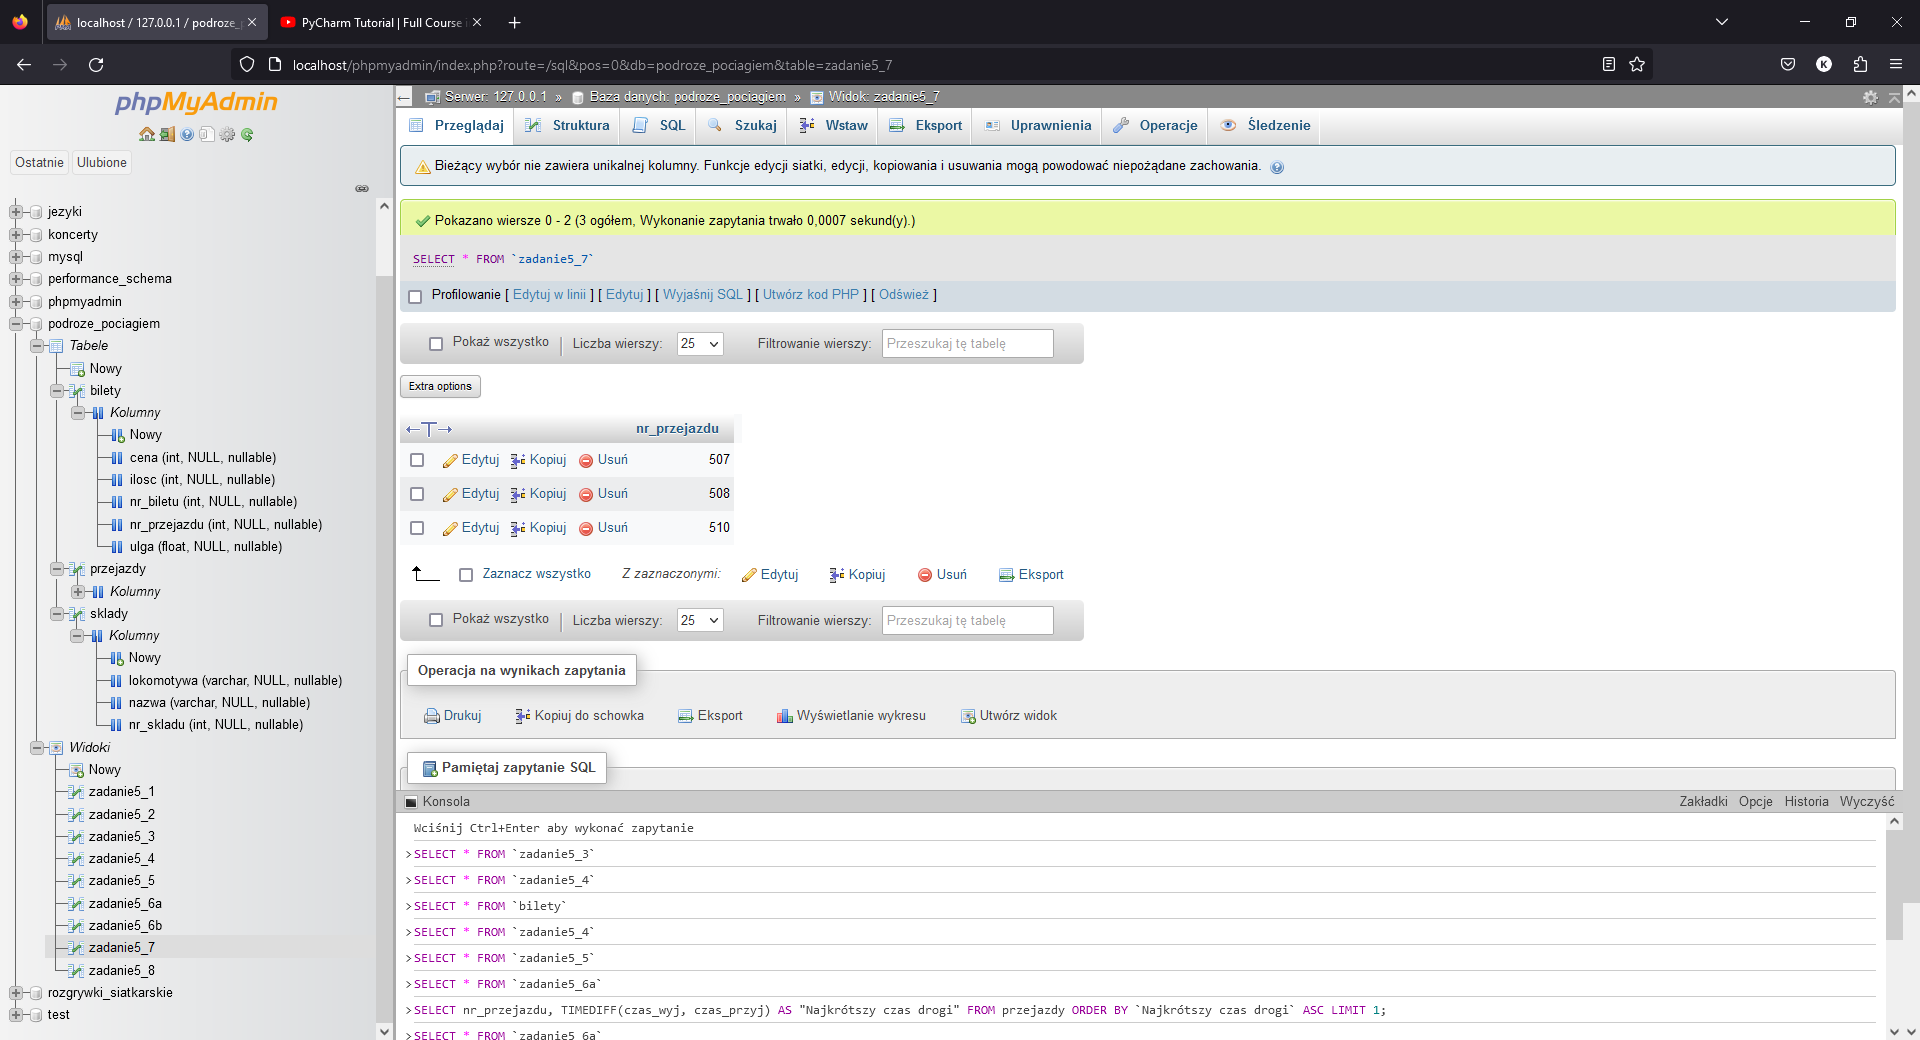 localhost / 127.0.0.1 / podroze_
PyCharm Tutorial | Full Course
localhost/phpmyadmin/index.php?route=/sql&pos=0&db=podroze_pociagiem&table=zadanie5_7
K
phpMyAdmin
Ostatnie
Ulubione
jezyki
koncerty
mysql
performance_schema
phpmyadmin
podroze_pociagiem
Tabele
Nowy
bilety
Kolumny
Nowy
cena (int, NULL, nullable)
ilosc (int, NULL, nullable)
nr_biletu (int, NULL, nullable)
nr_przejazdu (int, NULL, nullable)
ulga (float, NULL, nullable)
przejazdy
Kolumny
sklady
Kolumny
Nowy
lokomotywa (varchar, NULL, nullable)
nazwa (varchar, NULL, nullable)
nr_skladu (int, NULL, nullable)
Widoki
Nowy
zadanie5_1
zadanie5_2
zadanie5_3
zadanie5_4
zadanie5_5
zadanie5_6a
zadanie5_6b
zadanie5_7
zadanie5_8
rozgrywki_siatkarskie
test
Serwer: 127.0.0.1 » Baza danych: podroze_pociagiem » Widok: zadanie5_7
Przeglądaj Struktura SQL Szukaj Wstaw Eksport Uprawnienia Operacje Śledzenie
Bieżący wybór nie zawiera unikalnej kolumny. Funkcje edycji siatki, edycji, kopiowania i usuwania mogą powodować niepożądane zachowania.
Pokazano wiersze 0 - 2 (3 ogółem, Wykonanie zapytania trwało 0,0007 sekund(y).)
SELECT * FROM `zadanie5_7`
Profilowanie [ Edytuj w linii ] [ Edytuj ] [ Wyjaśnij SQL ] [ Utwórz kod PHP ] [ Odśwież ]
Pokaż wszystko | Liczba wierszy: 25 Filtrowanie wierszy: Przeszukaj tę tabelę
Extra options
←T→ nr_przejazdu
Edytuj Kopiuj Usuń 507
Edytuj Kopiuj Usuń 508
Edytuj Kopiuj Usuń 510
Zaznacz wszystko Z zaznaczonymi: Edytuj Kopiuj Usuń Eksport
Pokaż wszystko | Liczba wierszy: 25 Filtrowanie wierszy: Przeszukaj tę tabelę
Operacja na wynikach zapytania
Drukuj Kopiuj do schowka Eksport Wyświetlanie wykresu Utwórz widok
Pamiętaj zapytanie SQL
Konsola Zakładki Opcje Historia Wyczyść
Wciśnij Ctrl+Enter aby wykonać zapytanie
>SELECT * FROM `zadanie5_3`
>SELECT * FROM `zadanie5_4`
>SELECT * FROM `bilety`
>SELECT * FROM `zadanie5_4`
>SELECT * FROM `zadanie5_5`
>SELECT * FROM `zadanie5_6a`
>SELECT nr_przejazdu, TIMEDIFF(czas_wyj, czas_przyj) AS "Najkrótszy czas drogi" FROM przejazdy ORDER BY `Najkrótszy czas drogi` ASC LIMIT 1;
>SELECT * FROM `zadanie5_6a`